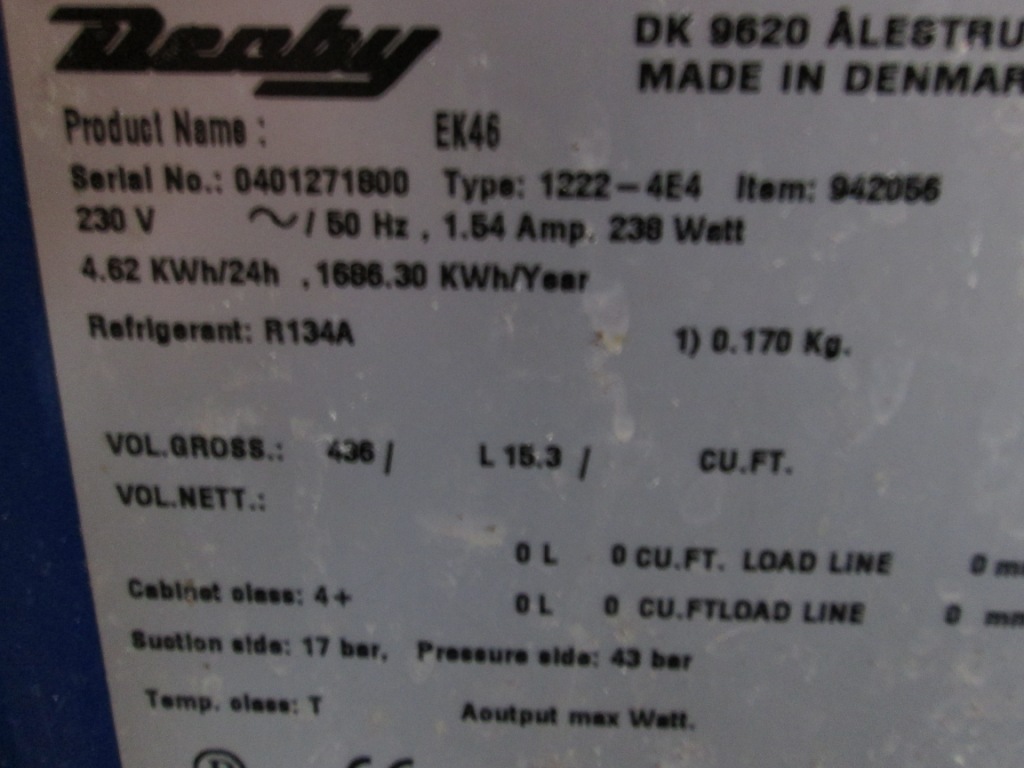 Derby
DK 9620 ÅLESTRU
MADE IN DENMAR
Product Name : EK46
Serial No.: 0401271800 Type: 1222-4E4 Item: 942056
230 V ~/ 50 Hz , 1.54 Amp. 238 Watt
4.62 KWh/24h , 1686.30 KWh/Year
Refrigerant: R134A 1) 0.170 Kg.
VOL.GROSS.: 436 / L 15.3 / CU.FT.
VOL.NETT.:
0 L 0 CU.FT. LOAD LINE 0 mm
Cabinet class: 4+ 0 L 0 CU.FTLOAD LINE 0 mm
Suction side: 17 bar, Pressure side: 43 bar
Temp. class: T Aoutput max Watt.